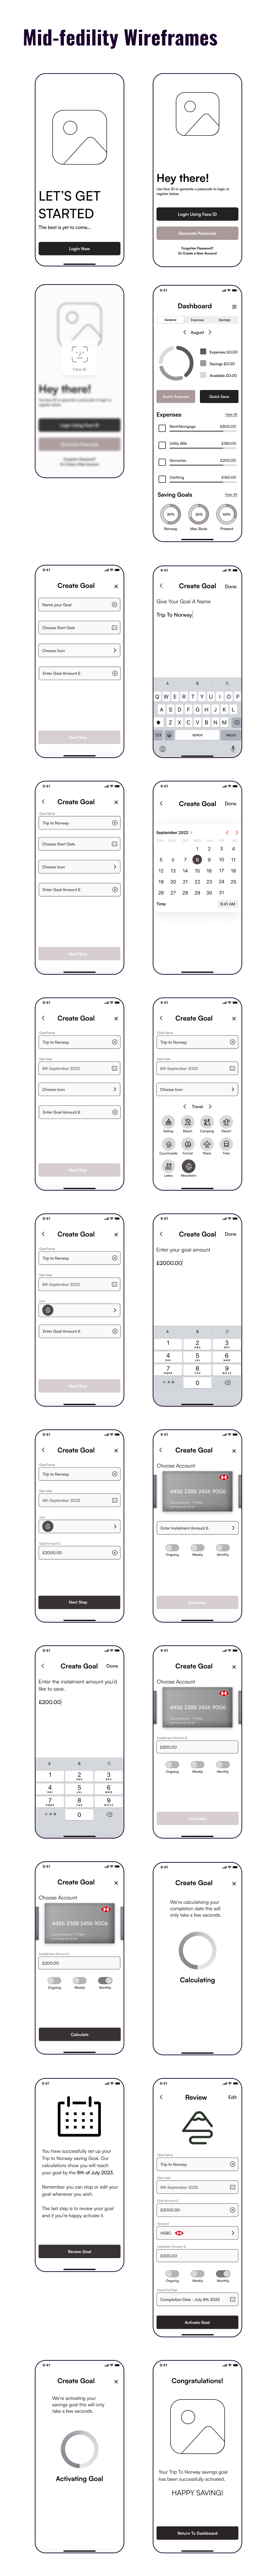 Mid-fedility Wireframes
LET'S GET
STARTED
The best is yet to come...
Login Now
Hey there!
Use Face ID or generate a passcode to login or
register below.
Login Using Face ID
Generate Passcode
Forgotten Password?
Or Create a New Account
Face ID
Hey there!
Login Using Face ID
Generate Passcode
Forgotten Password?
Or Create a New Account
9:41
Dashboard
General Expenses Savings
August
Expenses £0.00
Savings £0.00
Available £0.00
Quick Expense Quick Save
Expenses View All
Rent/Mortgage £800.00
Utility Bills £180.00
Groceries £200.00
Clothing £160.00
Saving Goals View All
90% 26% 60%
Norway Mac Book Present
9:41
Create Goal
Name your Goal
Choose Start Date
Choose Icon
Enter Goal Amount £
Next Step
9:41
Create Goal Done
Give Your Goal A Name
Trip To Norway
A B C
Q W E R T Y U I O P
A S D F G H J K L
Z X C V B N M
123 space return
9:41
Create Goal
Goal Name
Trip to Norway
Choose Start Date
Choose Icon
Enter Goal Amount £
Next Step
9:41
Create Goal Done
September 2022
SUN MON TUE WED THU FRI SAT
1 2 3 4
5 6 7 8 9 10 11
12 13 14 15 16 17 18
19 20 21 22 23 24 25
26 27 28 29 30 31
Time 9:41 AM
9:41
Create Goal
Goal Name
Trip to Norway
Start date
8th September 2022
Choose Icon
Enter Goal Amount £
Next Step
9:41
Create Goal
Goal Name
Trip to Norway
Start date
8th September 2022
Choose Icon
Travel
Sailing Beach Camping Desert
Countryside Forest Plane Train
Lakes Mountains
9:41
Create Goal
Goal Name
Trip to Norway
Start date
8th September 2022
Icon
Enter Goal Amount £
Next Step
9:41
Create Goal Done
Enter your goal amount
£2000.00
A B C
1 2 3
ABC DEF
4 5 6
GHI JKL MNO
7 8 9
PQRS TUV WXYZ
+ * # 0
9:41
Create Goal
Goal Name
Trip to Norway
Start date
8th September 2022
Icon
Goal Amount £
£2000.00
Next Step
9:41
Create Goal
Choose Account
4456 3388 2456 9006
Enter Instalment Amount £
Ongoing Weekly Monthly
Calculate
9:41
Create Goal Done
Enter the instalment amount you'd
like to save.
£200.00
A B C
1 2 3
ABC DEF
4 5 6
GHI JKL MNO
7 8 9
PQRS TUV WXYZ
+ * # 0
9:41
Create Goal
Choose Account
4456 3388 2456 9006
Instalment Amount £
£200.00
Ongoing Weekly Monthly
Calculate
9:41
Create Goal
Choose Account
4456 3388 2456 9006
Instalment Amount £
£200.00
Ongoing Weekly Monthly
Calculate
9:41
Create Goal
We're calculationg your
completion date this will
only take a few seconds.
Calculating
9:41
You have successfully set up your
Trip to Norway saving Goal. Our
calculations show you will reach
your goal by the 8th of July 2023.
Remember you can stop or edit your
goal whenever you wish.
The last step is to review your goal
and if you're happy activate it.
Review Goal
9:41
Review Edit
Goal Name
Trip to Norway
Start date
8th September 2022
Goal Amount £
£2000.00
Account
HSBC
Instalment Amount £
£200.00
Ongoing Weekly Monthly
Goal End Date
Completion Date - July 8th 2023
Activate Goal
9:41
Create Goal
We're activating your
savings goal this will only
take a few seconds.
Activating Goal
9:41
Congratulations!
Your Trip To Norway savings goal
has been successfully activated.
HAPPY SAVING!
Return To Dashboard